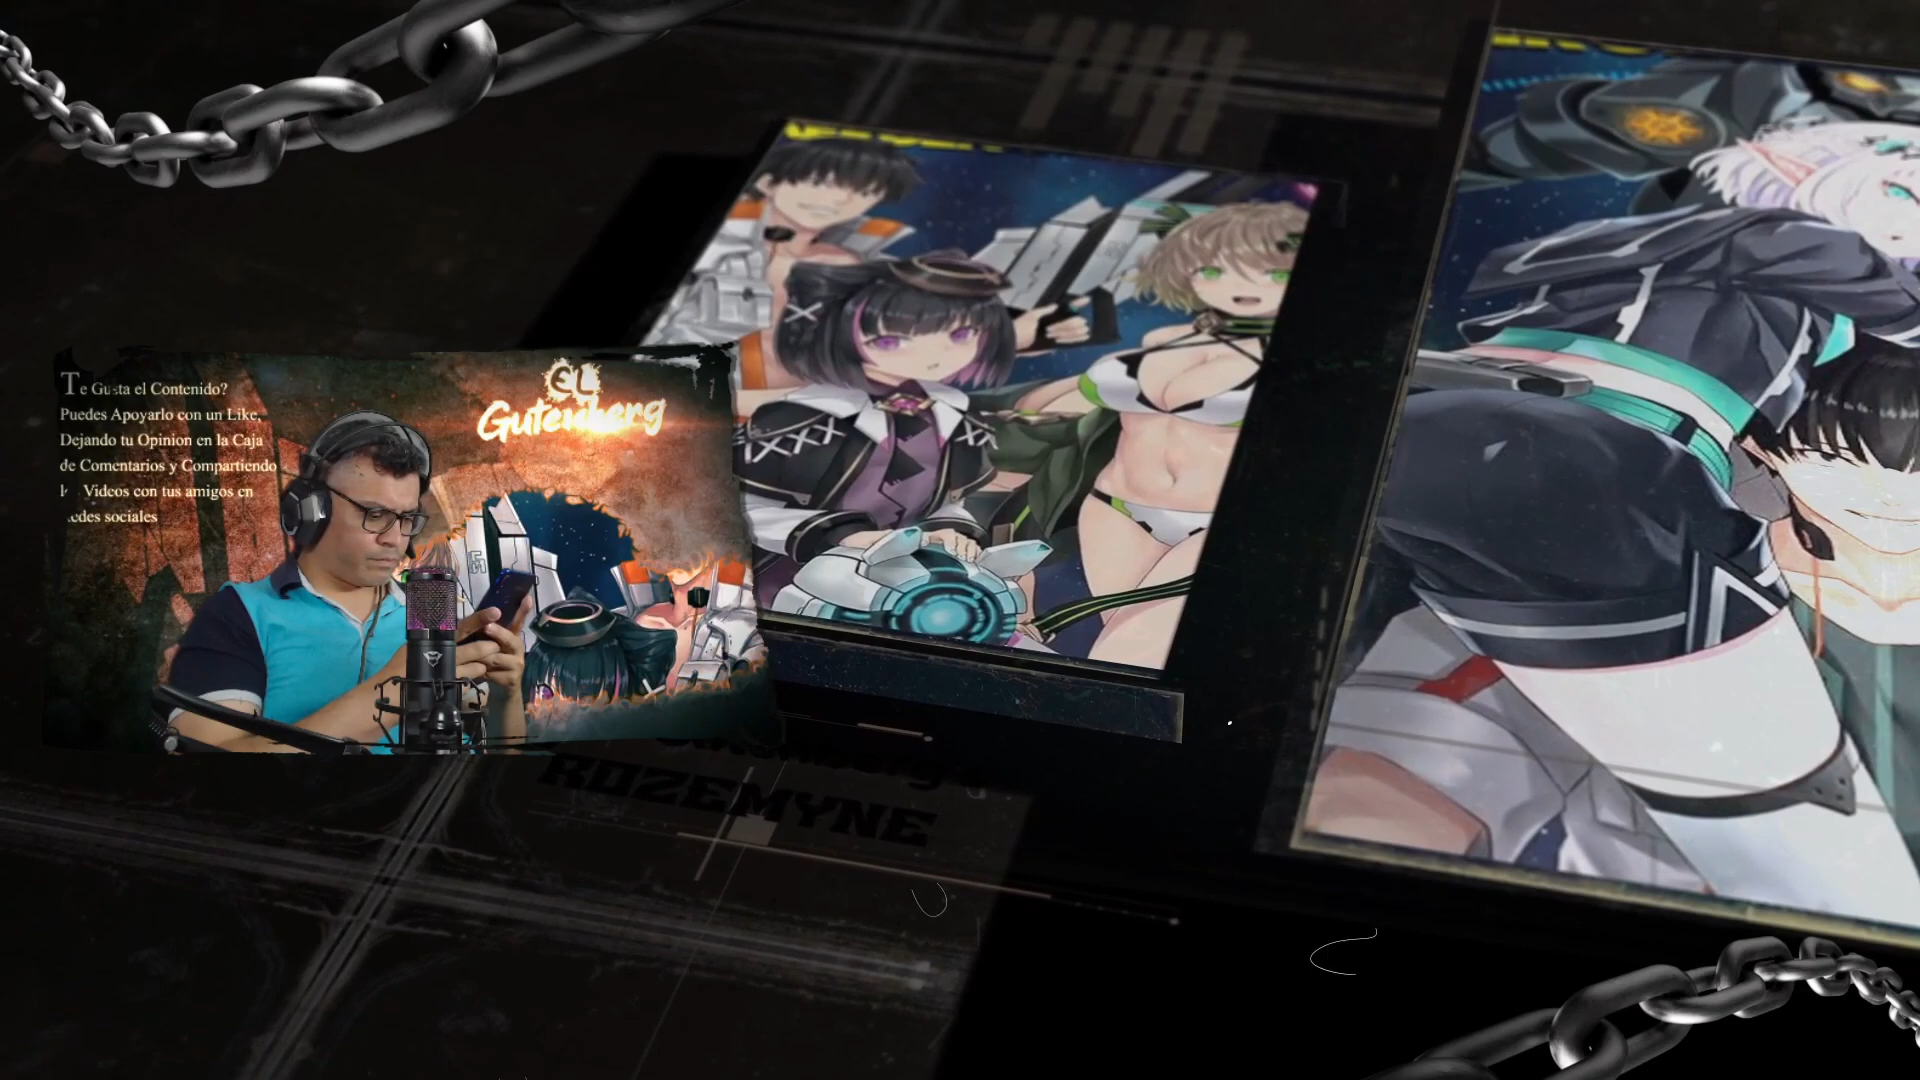 Te Gusta el Contenido?
Puedes Apoyarlo con un Like,
Dejando tu Opinion en la Caja
de Comentarios y Compartiendo
Videos con tus amigos en
edes sociales
EL
Gutenberg
ROZEMYNE